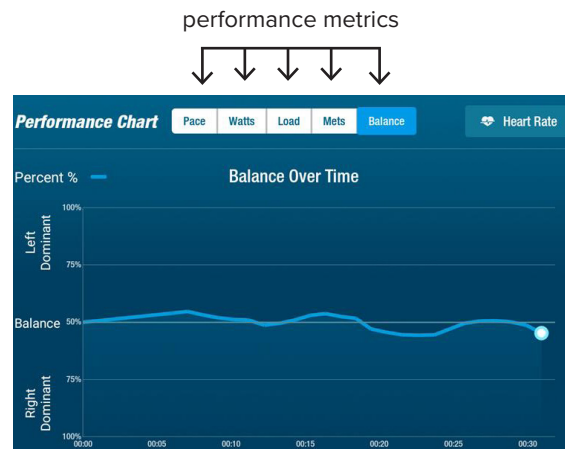 performance metrics
Performance Chart Pace Watts Load Mets Balance Heart Rate
Percent % Balance Over Time
100%
Left
Dominant
75%
Balance 50%
75%
Right
Dominant
100%
00:00 00:05 00:10 00:15 00:20 00:25 00:30